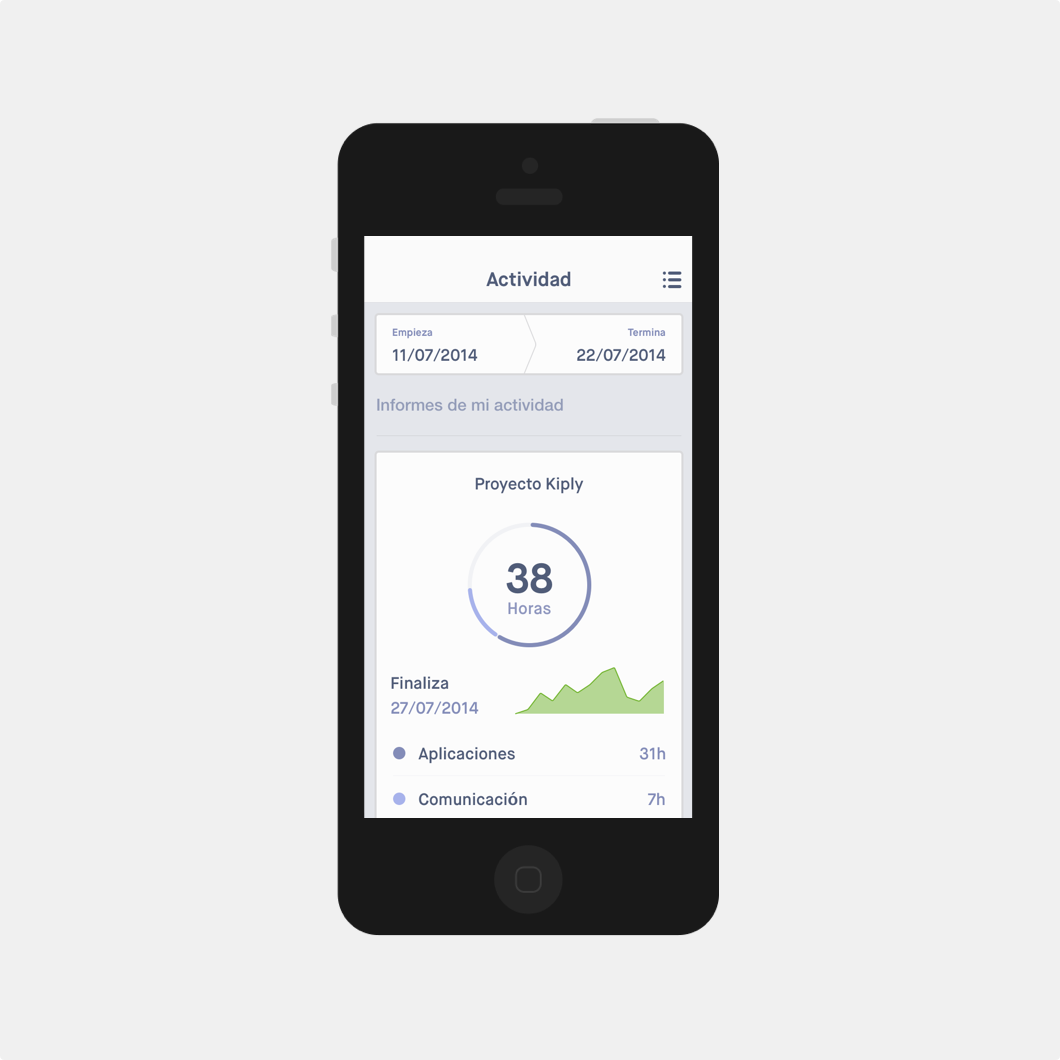 Actividad
Empieza
Termina
11/07/2014
22/07/2014
Informes de mi actividad
Proyecto Kiply
38
Horas
Finaliza
27/07/2014
Aplicaciones 31h
Comunicación 7h